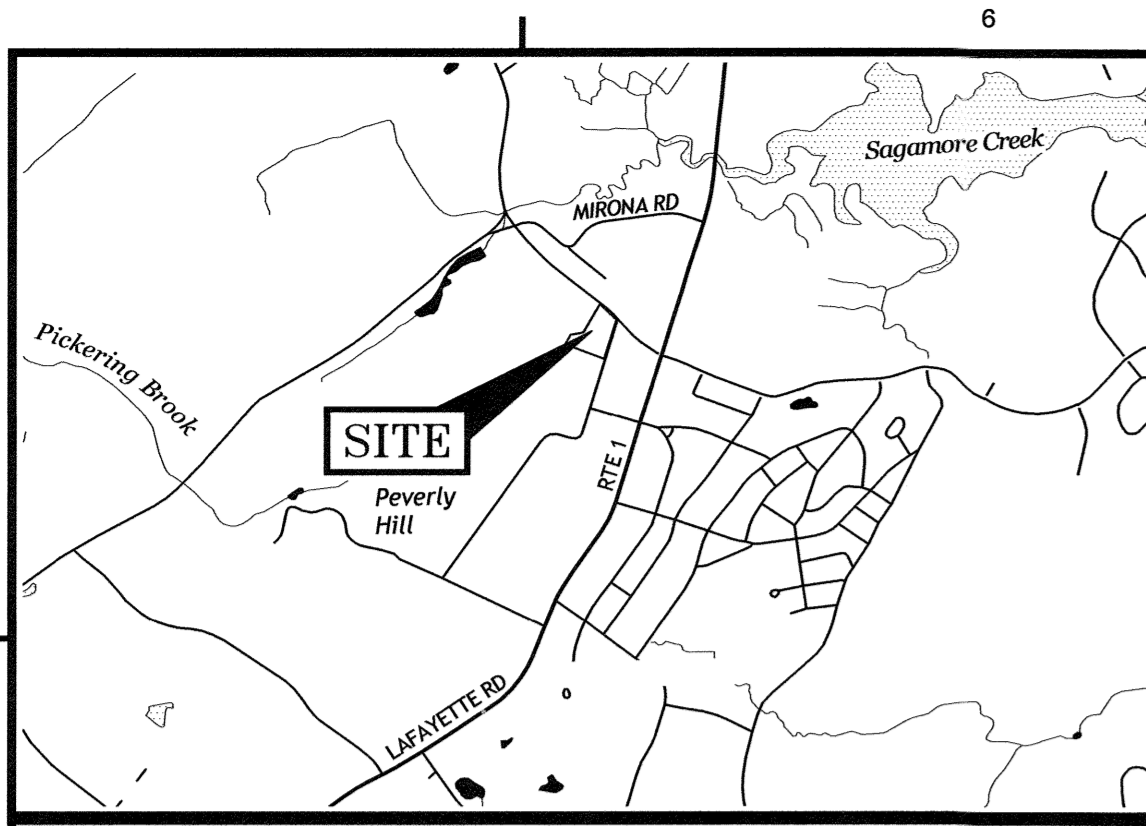 6
Sagamore Creek
MIRONA RD
Pickering
Brook
SITE
RTE 1
Peverly
Hill
LAFAYETTE RD